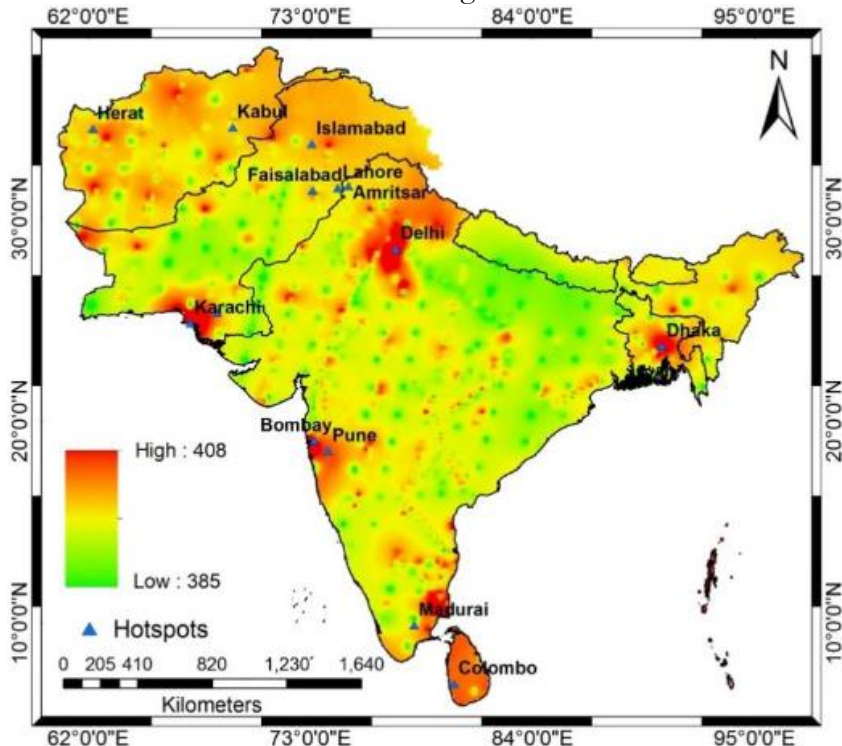 62°0'0"E 73°0'0"E 84°0'0"E 95°0'0"E
N
Herat
Kabul
Islamabad
Faisalabad
Lahore
Amritsar
Delhi
Karachi
Dhaka
Bombay
Pune
Madurai
Colombo
30°0'0"N
20°0'0"N
10°0'0"N
30°0'0"N
20°0'0"N
10°0'0"N
High : 408
Low : 385
Hotspots
0 205 410 820 1,230 1,640
Kilometers
62°0'0"E 73°0'0"E 84°0'0"E 95°0'0"E